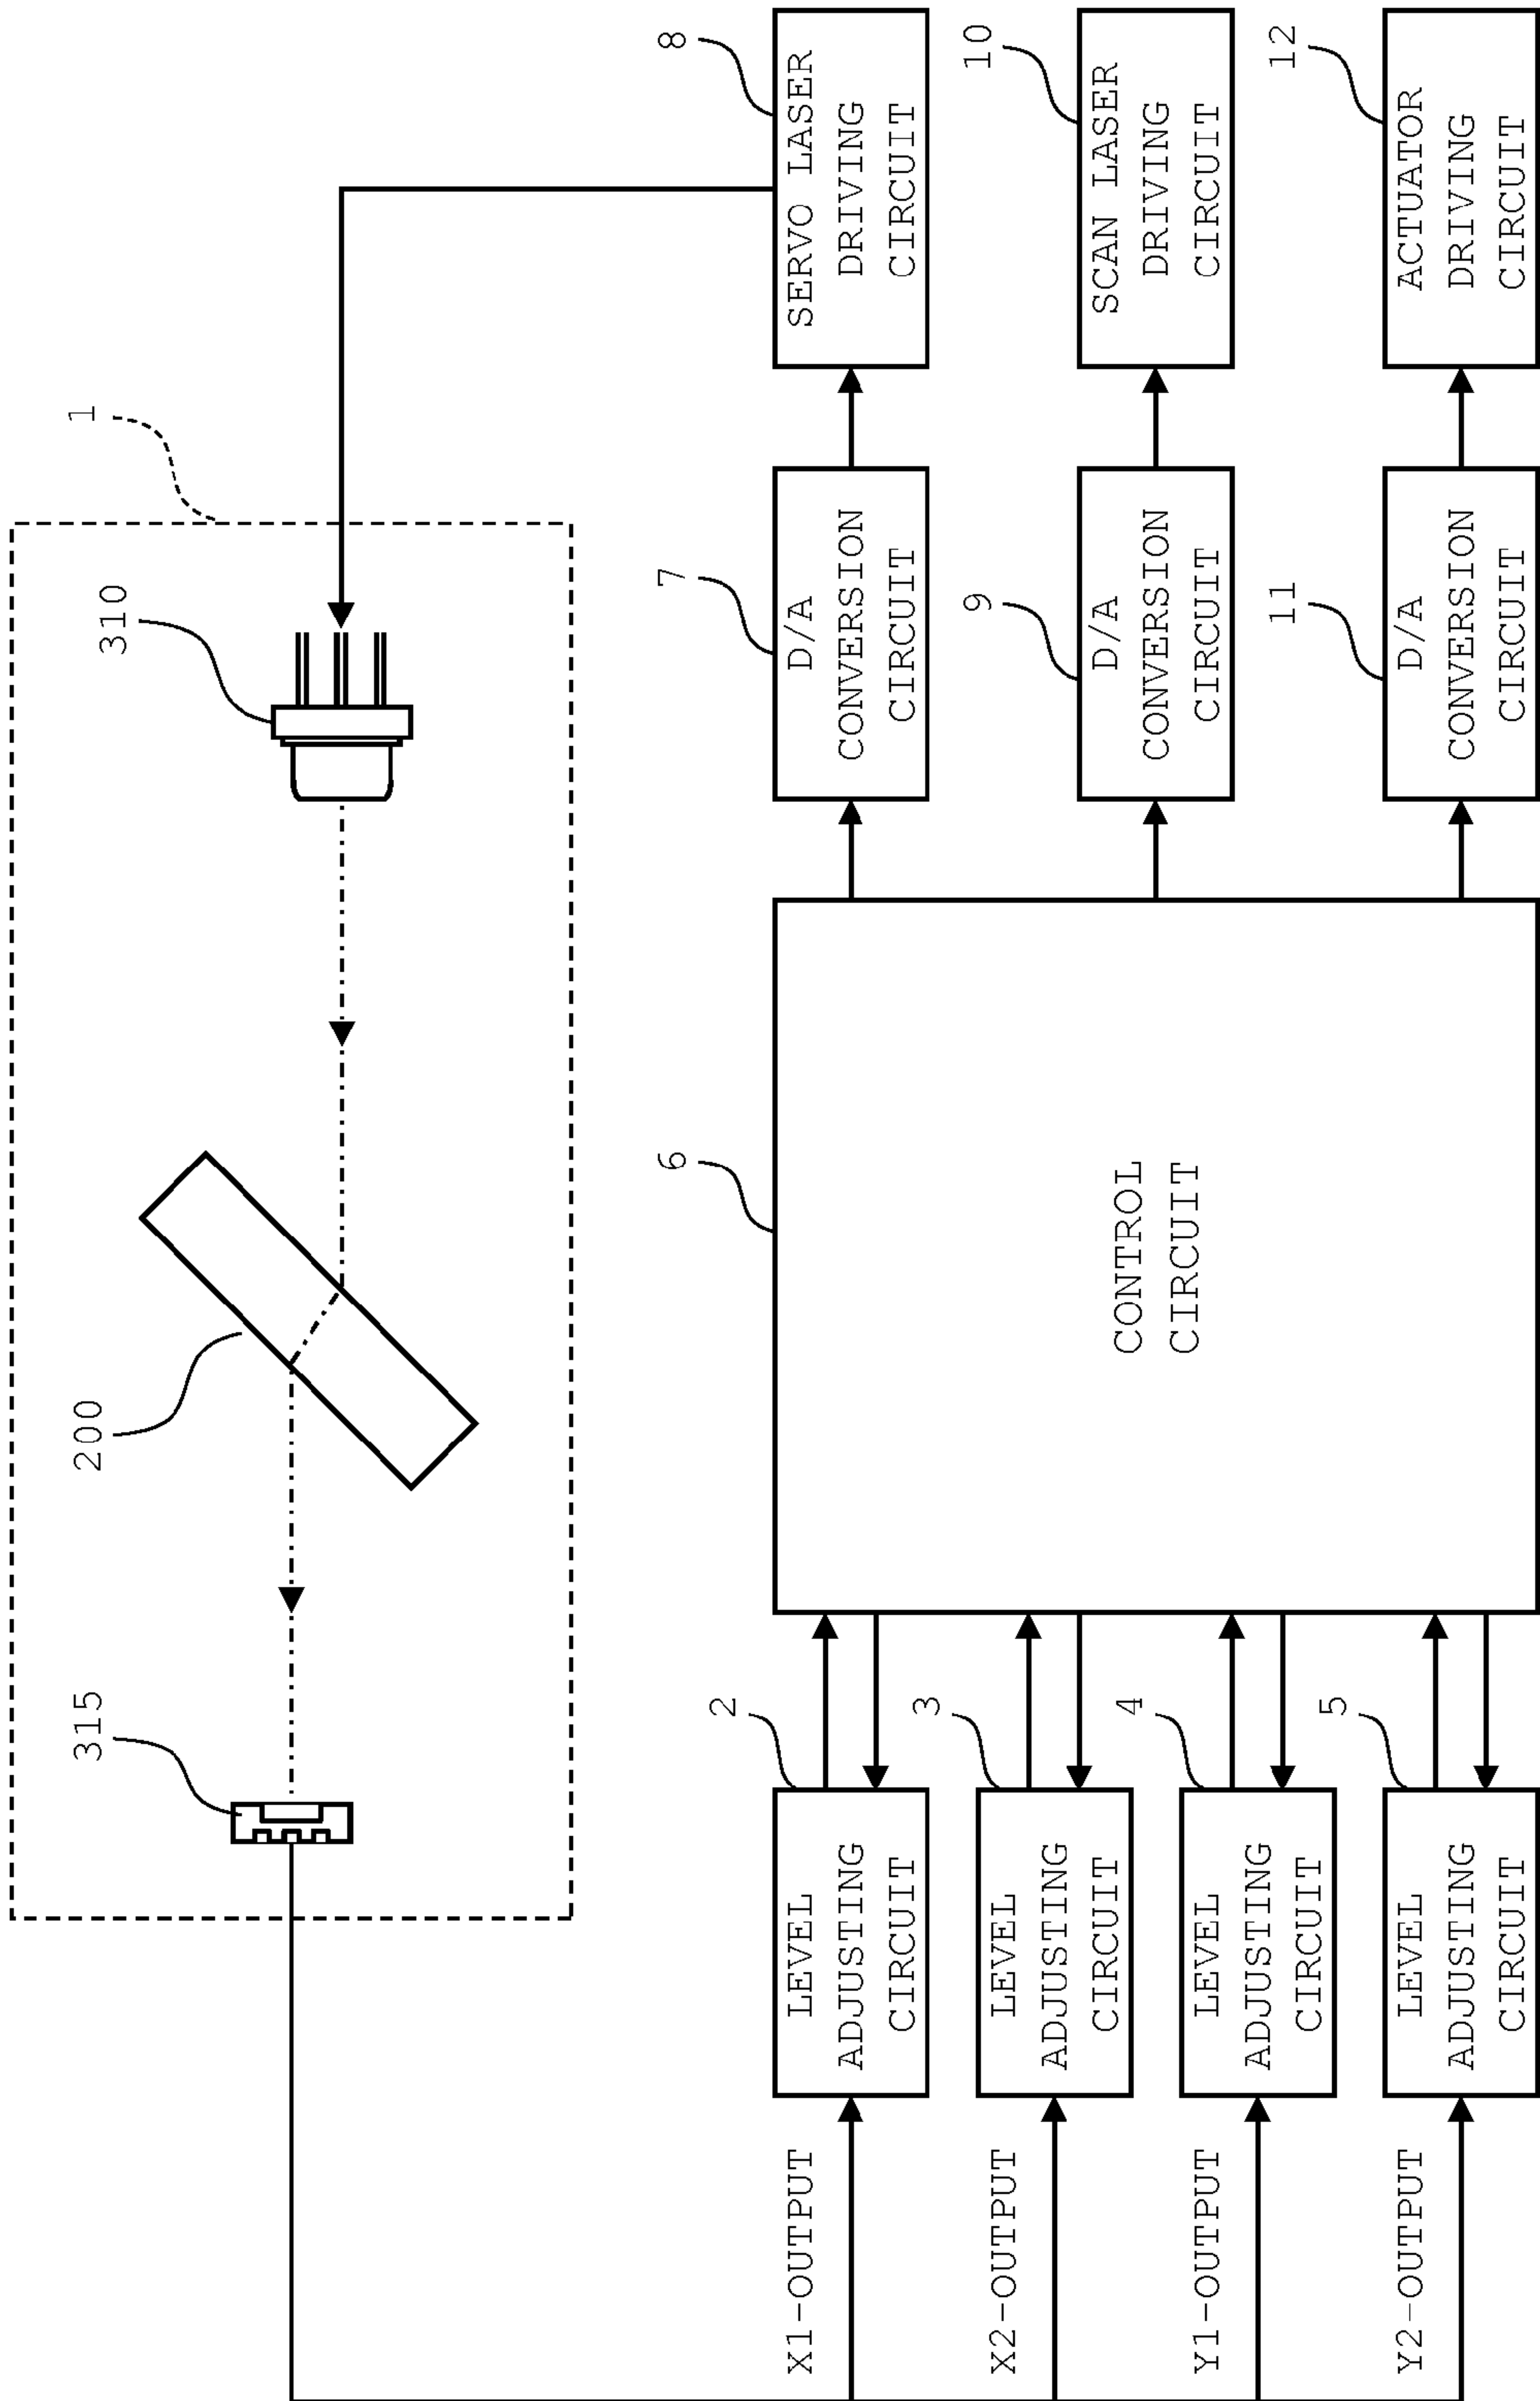 1
315
200
310
X1-OUTPUT
LEVEL
ADJUSTING
CIRCUIT
2
X2-OUTPUT
LEVEL
ADJUSTING
CIRCUIT
3
Y1-OUTPUT
LEVEL
ADJUSTING
CIRCUIT
4
Y2-OUTPUT
LEVEL
ADJUSTING
CIRCUIT
5
6
CONTROL
CIRCUIT
7
D/A
CONVERSION
CIRCUIT
8
SERVO LASER
DRIVING
CIRCUIT
9
D/A
CONVERSION
CIRCUIT
10
SCAN LASER
DRIVING
CIRCUIT
11
D/A
CONVERSION
CIRCUIT
12
ACTUATOR
DRIVING
CIRCUIT